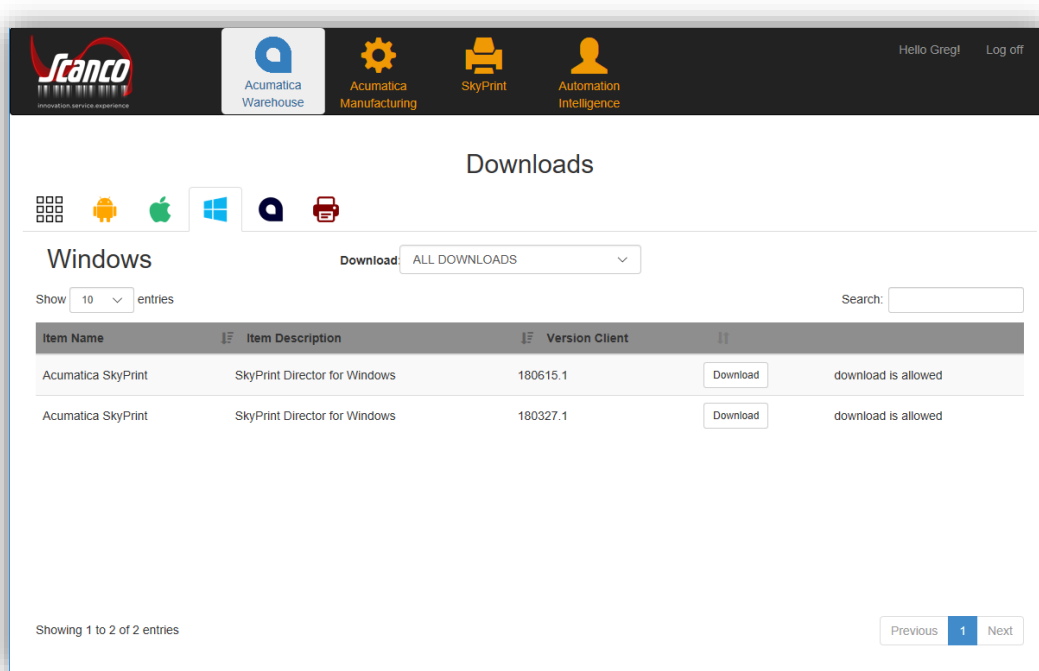 Scanco
innovation.service.experience
Acumatica
Warehouse
Acumatica
Manufacturing
SkyPrint
Automation
Intelligence
Hello Greg!
Log off
Downloads
Windows
Download: ALL DOWNLOADS
Show 10 entries
Search:
Item Name Item Description Version Client
Acumatica SkyPrint SkyPrint Director for Windows 180615.1 Download download is allowed
Acumatica SkyPrint SkyPrint Director for Windows 180327.1 Download download is allowed
Showing 1 to 2 of 2 entries
Previous 1 Next